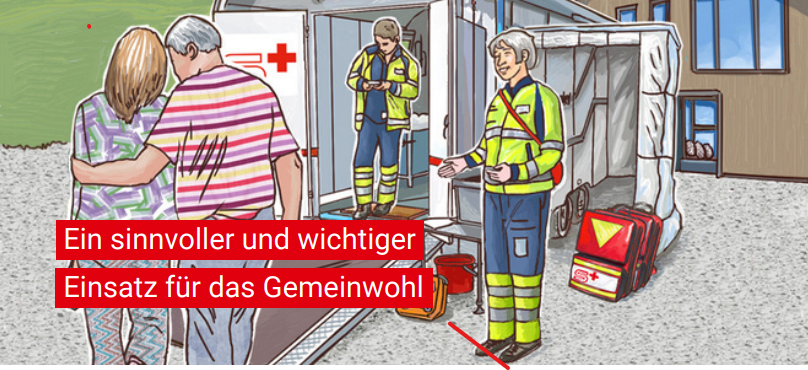 Ein sinnvoller und wichtiger
Einsatz für das Gemeinwohl